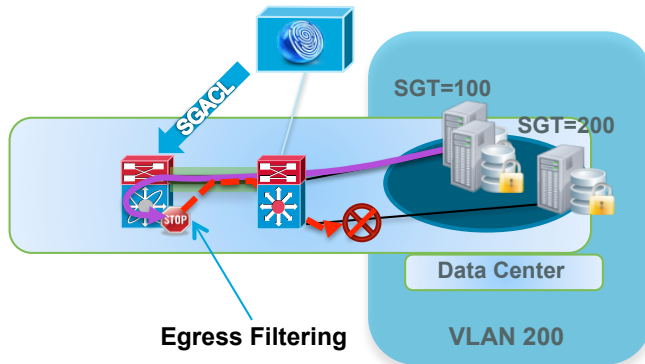 SGACL
SGT=100
SGT=200
STOP
Data Center
Egress Filtering
VLAN 200